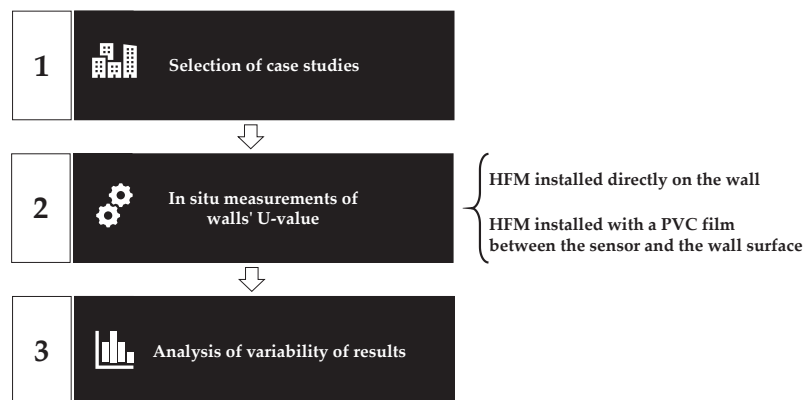 1
Selection of case studies
2
In situ measurements of
walls' U-value
HFM installed directly on the wall
HFM installed with a PVC film
between the sensor and the wall surface
3
Analysis of variability of results